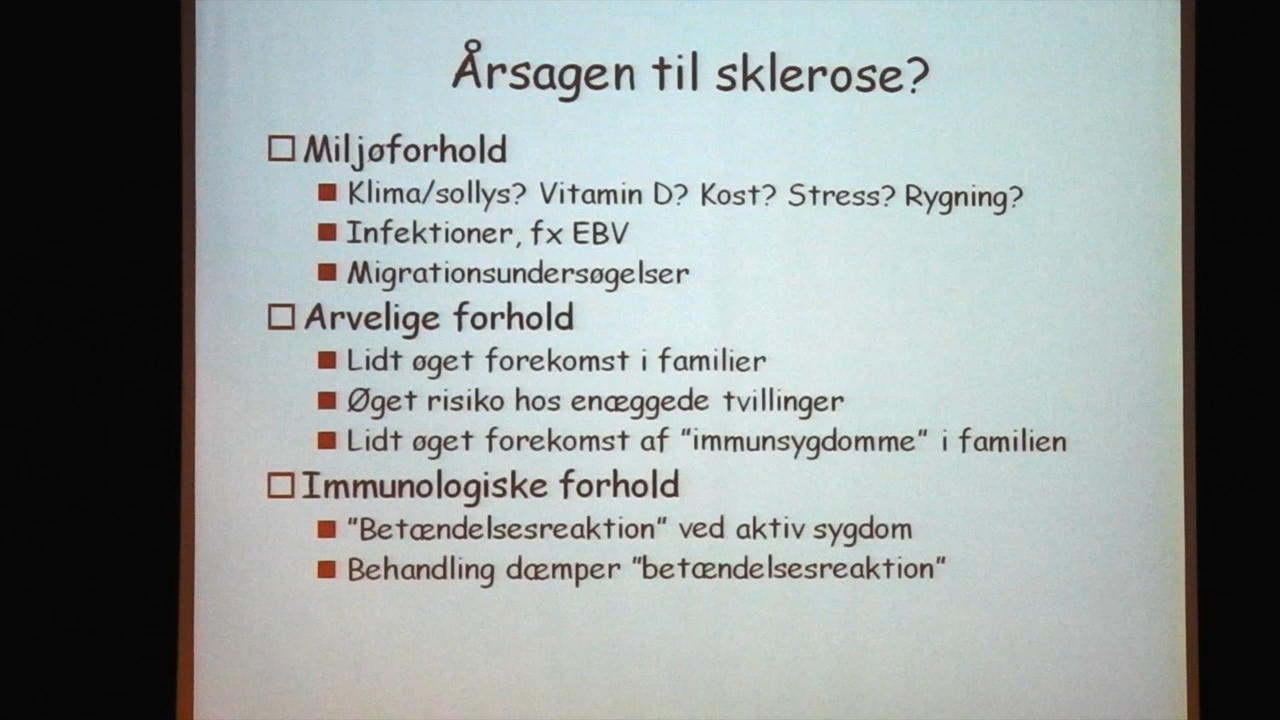 Årsagen til sklerose?
Miljøforhold
Klima/sollys? Vitamin D? Kost? Stress? Rygning?
Infektioner, fx EBV
Migrationsundersøgelser
Arvelige forhold
Lidt øget forekomst i familier
Øget risiko hos enæggede tvillinger
Lidt øget forekomst af "immunsygdomme" i familien
Immunologiske forhold
"Betændelsesreaktion" ved aktiv sygdom
Behandling dæmper "betændelsesreaktion"